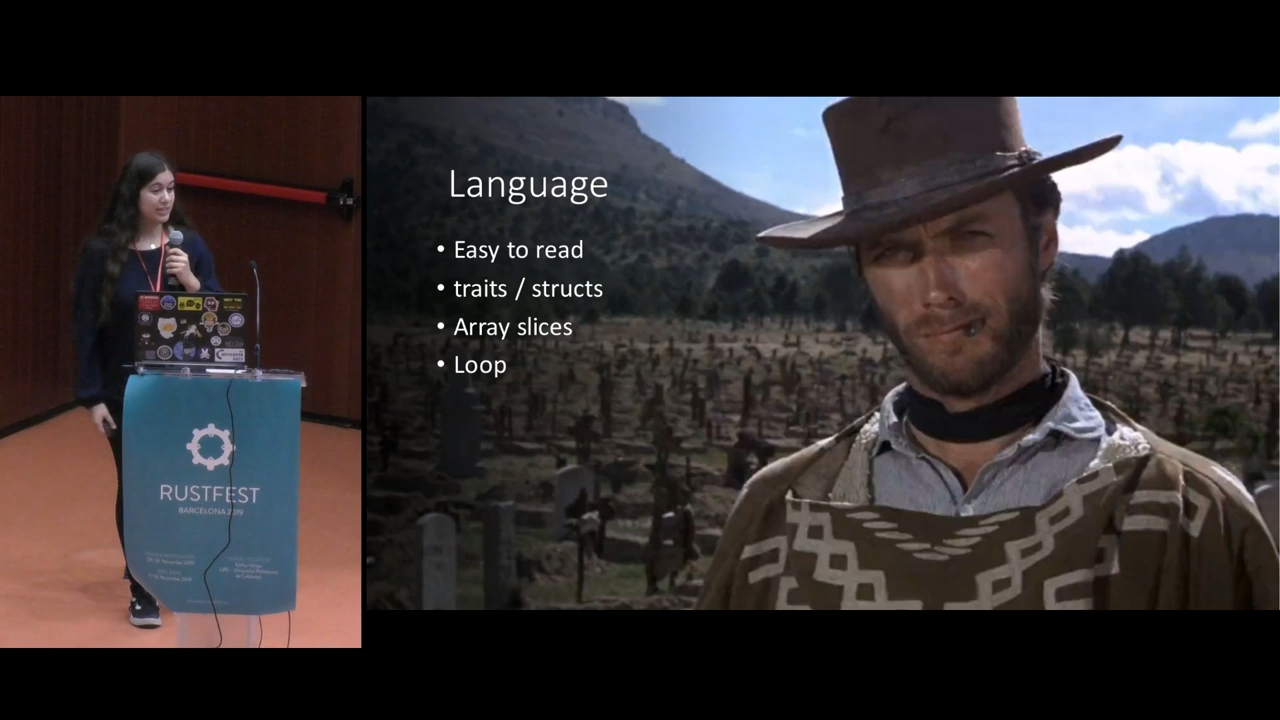 Language
• Easy to read
• traits / structs
• Array slices
• Loop
RUSTFEST
BARCELONA 2019